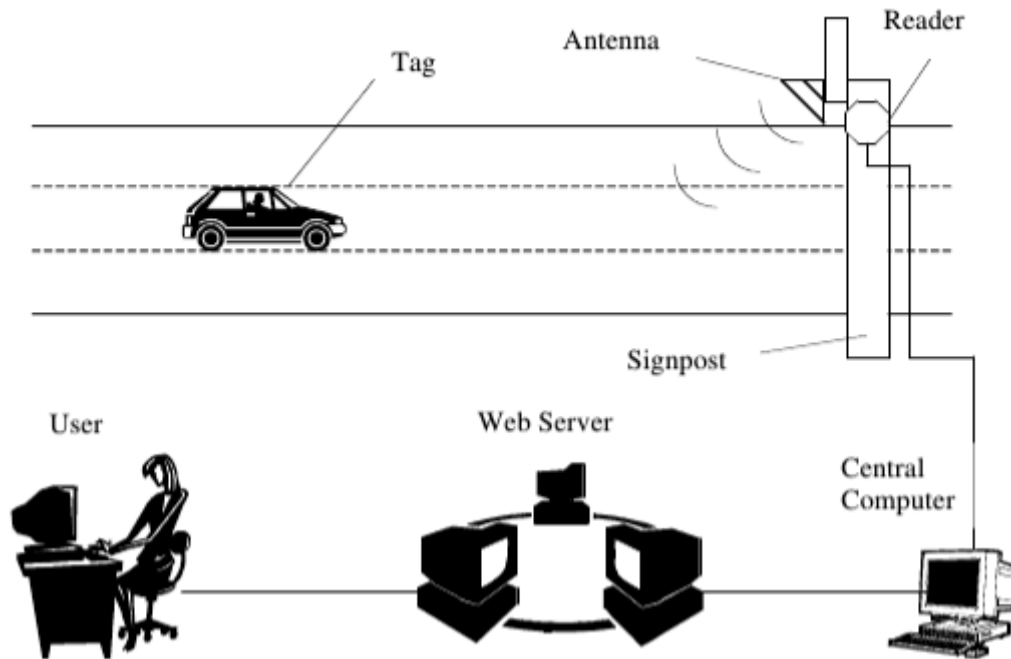 Reader
Antenna
Tag
Signpost
User
Web Server
Central
Computer